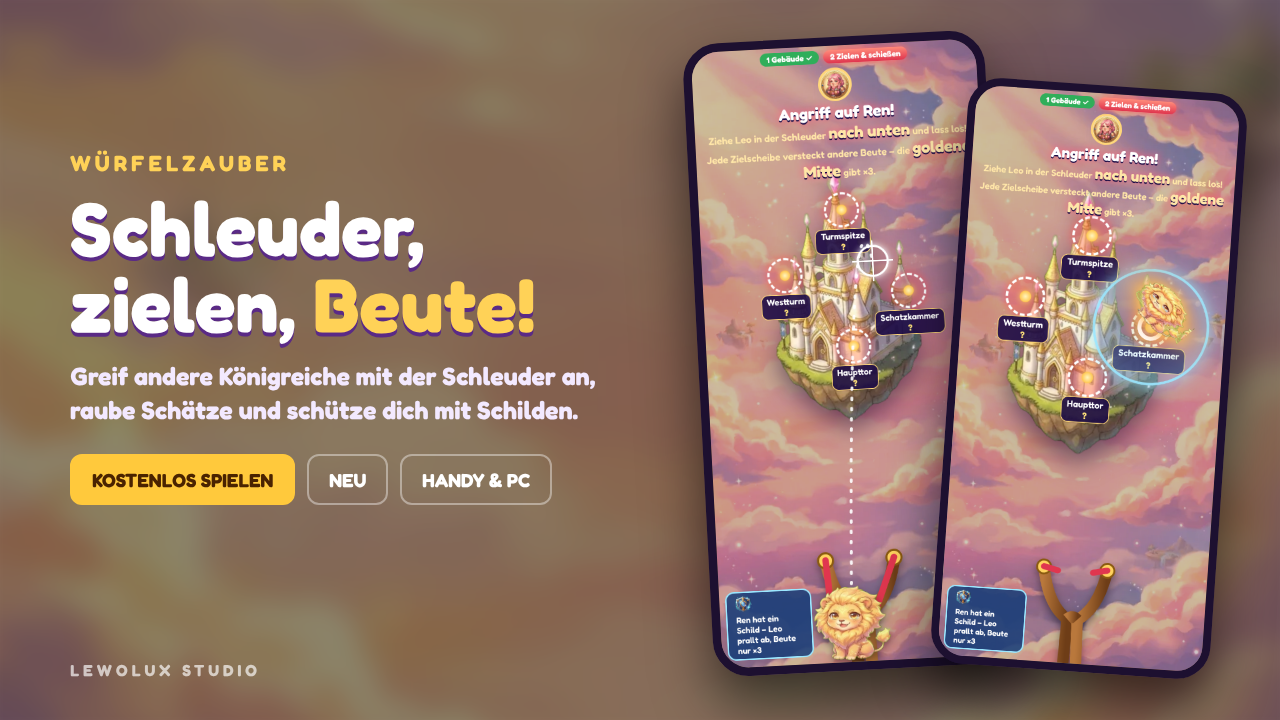 WÜRFELZAUBER
Schleuder,
zielen, Beute!
Greif andere Königreiche mit der Schleuder an,
raube Schätze und schütze dich mit Schilden.
KOSTENLOS SPIELEN
NEU
HANDY & PC
LEWOLUX STUDIO
1 Gebäude ✓
2 Zielen & schießen
Angriff auf Ren!
Ziehe Leo in der Schleuder nach unten und lass los!
Jede Zielscheibe versteckt andere Beute – die goldene
Mitte gibt ×3.
Turmspitze
?
Westturm
?
Schatzkammer
?
Haupttor
?
Ren hat ein
Schild – Leo
prallt ab, Beute
nur ×3
1 Gebäude ✓
2 Zielen & schießen
Angriff auf Ren!
Ziehe Leo in der Schleuder nach unten und lass los!
Jede Zielscheibe versteckt andere Beute – die goldene
Mitte gibt ×3.
Turmspitze
?
Westturm
?
Schatzkammer
?
Haupttor
?
Ren hat ein
Schild – Leo
prallt ab, Beute
nur ×3